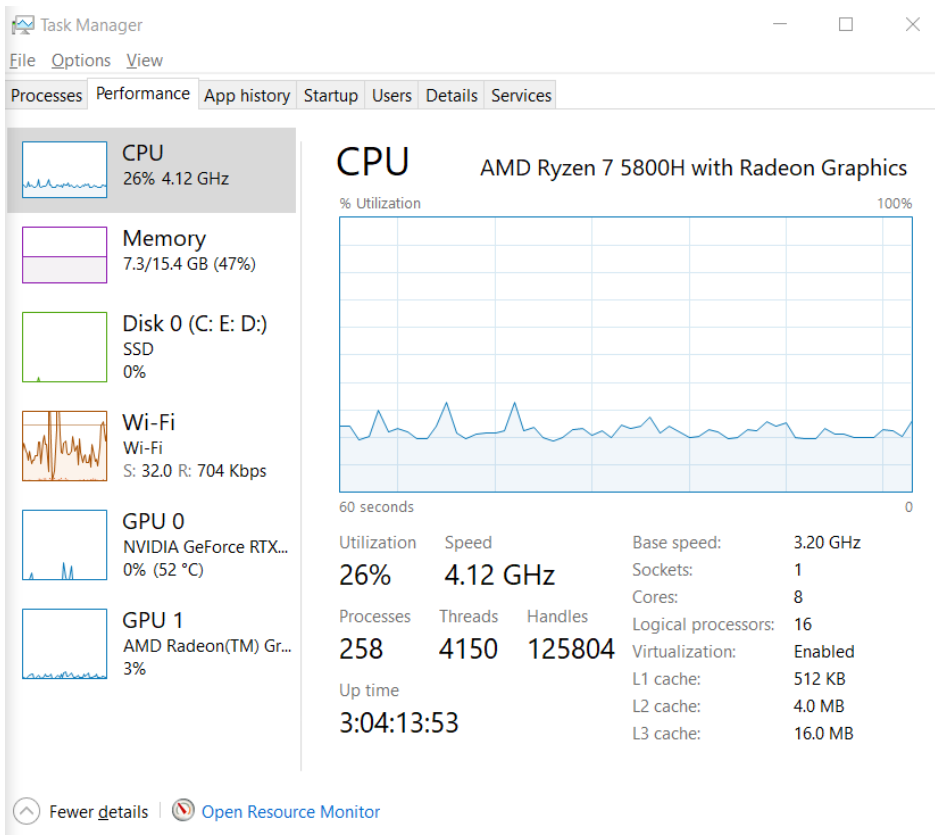 Task Manager
File Options View
Processes Performance App history Startup Users Details Services
CPU
26% 4.12 GHz
Memory
7.3/15.4 GB (47%)
Disk 0 (C: E: D:)
SSD
0%
Wi-Fi
Wi-Fi
S: 32.0 R: 704 Kbps
GPU 0
NVIDIA GeForce RTX...
0% (52 °C)
GPU 1
AMD Radeon(TM) Gr...
3%
CPU AMD Ryzen 7 5800H with Radeon Graphics
% Utilization 100%
60 seconds 0
Utilization Speed
26% 4.12 GHz
Processes Threads Handles
258 4150 125804
Up time
3:04:13:53
Base speed: 3.20 GHz
Sockets: 1
Cores: 8
Logical processors: 16
Virtualization: Enabled
L1 cache: 512 KB
L2 cache: 4.0 MB
L3 cache: 16.0 MB
Fewer details Open Resource Monitor